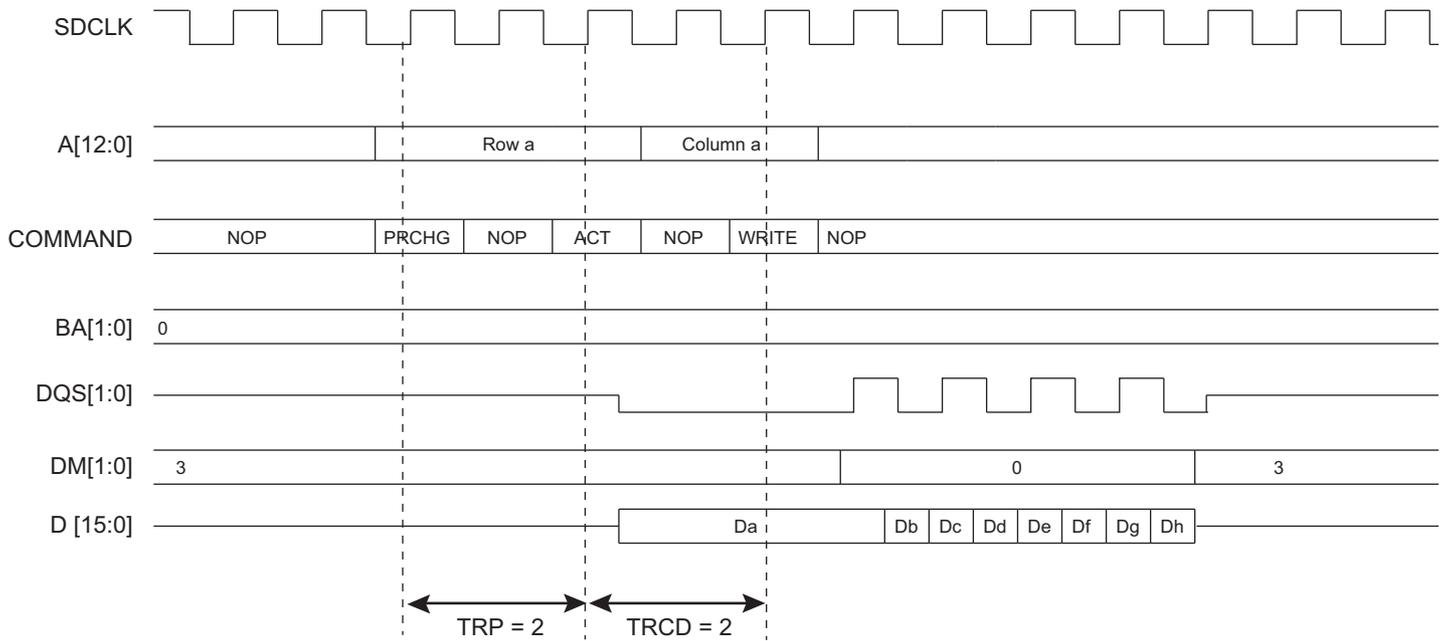 SDCLK
A[12:0] Row a Column a
COMMAND NOP PRCHG NOP ACT NOP WRITE NOP
BA[1:0] 0
DQS[1:0]
DM[1:0] 3 0 3
D [15:0] Da Db Dc Dd De Df Dg Dh
TRP = 2 TRCD = 2